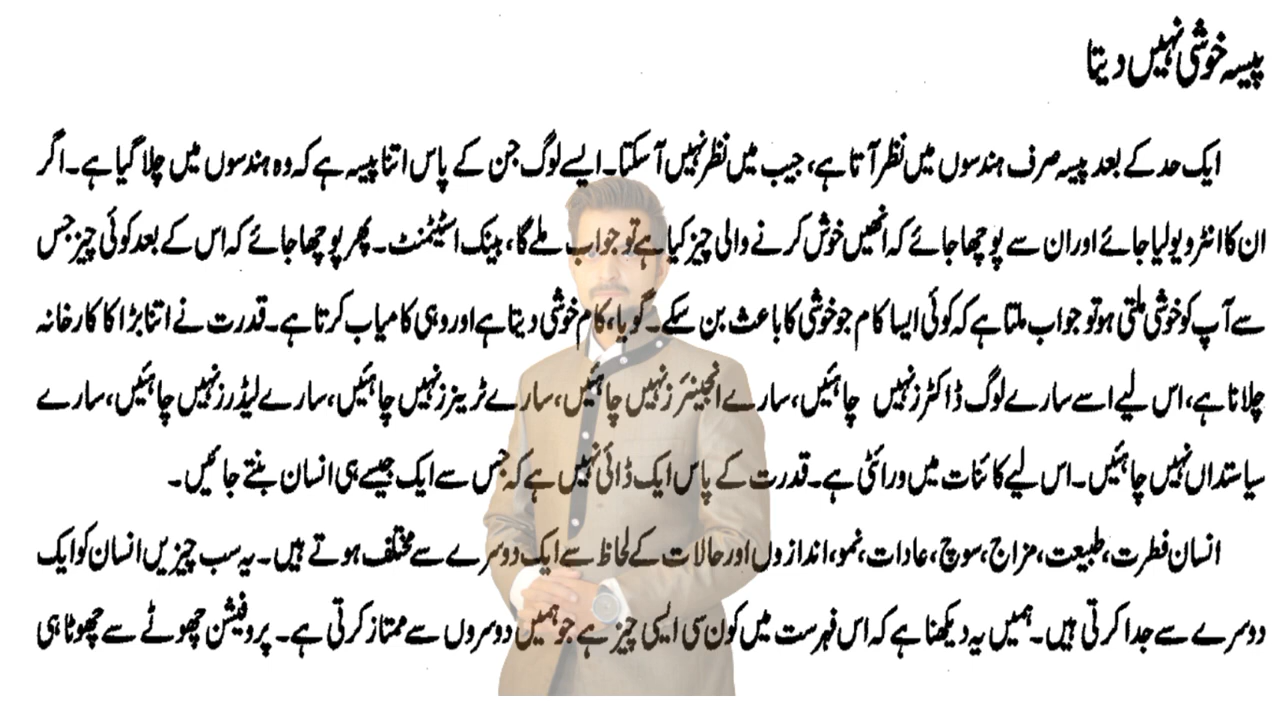 پیسہ خوشی نہیں دیتا
ایک حد کے بعد پیسہ صرف ہندسوں میں نظر آتا ہے، جیب میں نظر نہیں آ سکتا۔ ایسے لوگ جن کے پاس اتنا پیسہ ہے کہ وہ ہندسوں میں چلا گیا ہے۔ اگر
ان کا انٹرویو لیا جائے اور ان سے پوچھا جائے کہ انھیں خوش کرنے والی چیز کیا ہے تو جواب ملے گا، بینک اسٹیٹمنٹ۔ پھر پوچھا جائے کہ اس کے بعد کوئی چیز جس
سے آپ کو خوشی ملتی ہو تو جواب ملتا ہے کہ کوئی ایسا کام جو خوشی کا باعث بن سکے۔ گویا، کام خوشی دیتا ہے اور وہی کامیاب کرتا ہے۔ قدرت نے اتنا بڑا کا کارخانہ
چلانا ہے، اس لیے اسے سارے لوگ ڈاکٹرز نہیں چاہئیں، سارے انجینئرز نہیں چاہئیں، سارے ٹرینرز نہیں چاہئیں، سارے لیڈرز نہیں چاہئیں، سارے
سیاستداں نہیں چاہئیں۔ اس لیے کائنات میں ورائٹی ہے۔ قدرت کے پاس ایک ڈائی نہیں ہے کہ جس سے ایک جیسے ہی انسان بنتے جائیں۔
انسان فطرت، طبیعت، مزاج، سوچ، عادات، نمو، اندازوں اور حالات کے لحاظ سے ایک دوسرے سے مختلف ہوتے ہیں۔ یہ سب چیزیں انسان کو ایک
دوسرے سے جدا کرتی ہیں۔ ہمیں یہ دیکھنا ہے کہ اس فہرست میں کون سی ایسی چیز ہے جو ہمیں دوسروں سے ممتاز کرتی ہے۔ پروفیشن چھوٹے سے چھوٹا ہی